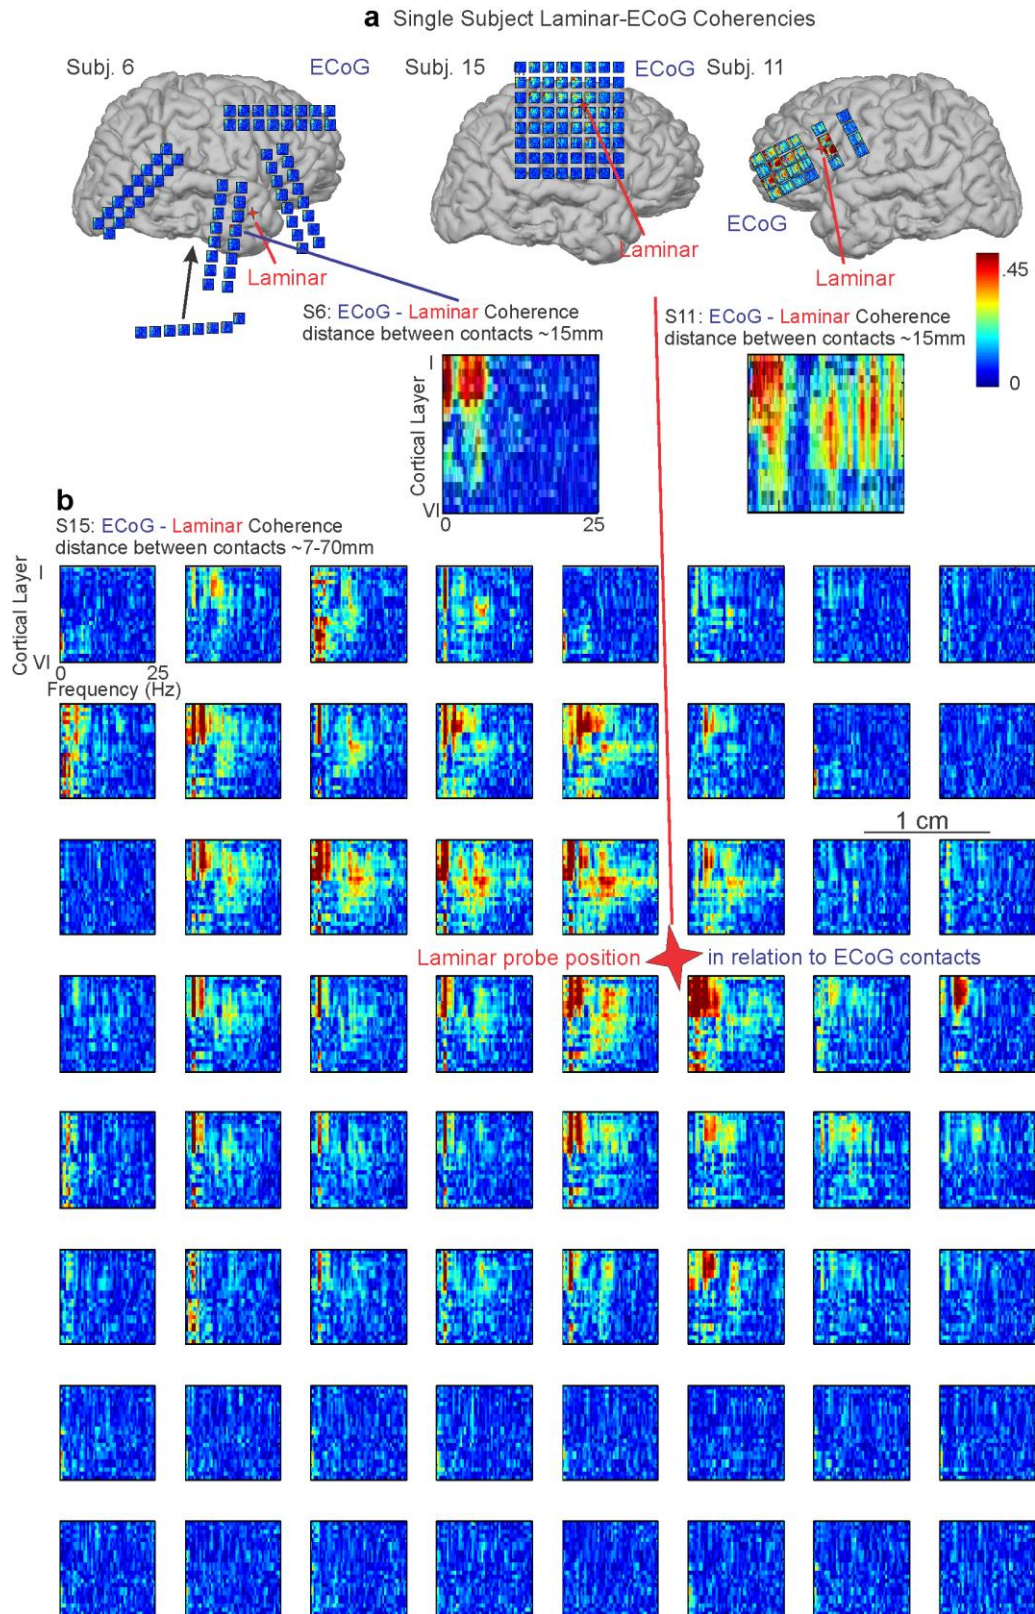 a Single Subject Laminar-ECoG Coherencies
Subj. 6
ECoG
Subj. 15
ECoG
Subj. 11
ECoG
Laminar
Laminar
Laminar
.45
0
S6: ECoG - Laminar Coherence
distance between contacts ~15mm
S11: ECoG - Laminar Coherence
distance between contacts ~15mm
I
Cortical Layer
VI
0
25
b
S15: ECoG - Laminar Coherence
distance between contacts ~7-70mm
I
Cortical Layer
VI
0
25
Frequency (Hz)
1 cm
Laminar probe position in relation to ECoG contacts